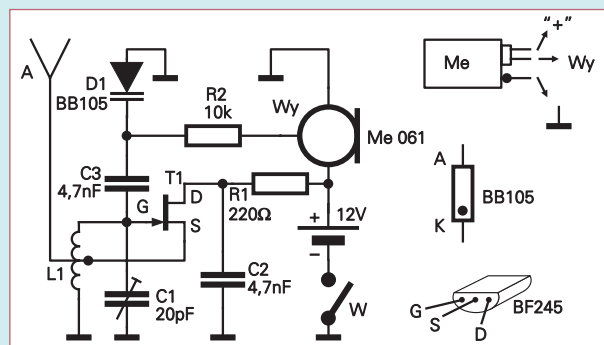 A
D1
BB105
R2
10k
Wy
Me 061
C3
4,7nF
T1
G
D
S
R1
220Ω
+
12V
−
L1
C1
20pF
C2
4,7nF
W
Me
"+"
Wy
A
BB105
K
G
S
D
BF245